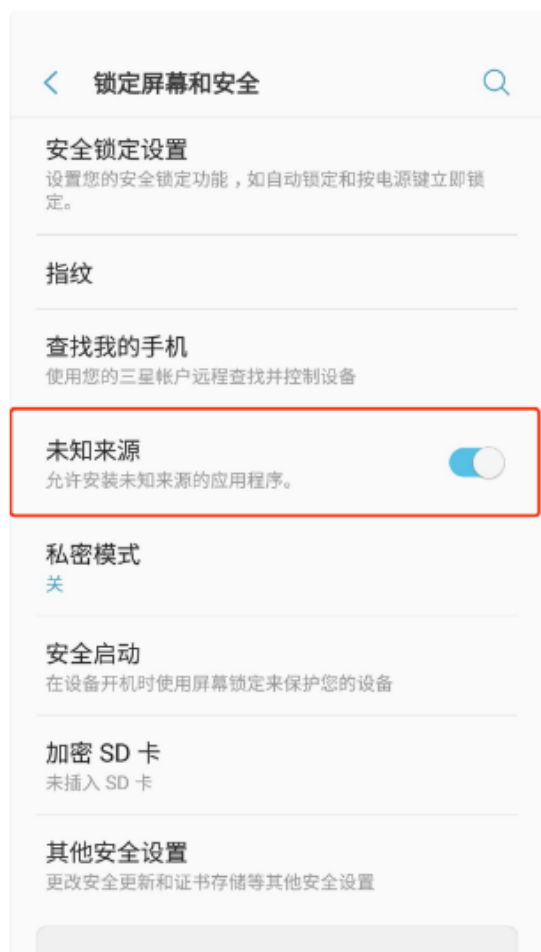 锁定屏幕和安全
安全锁定设置
设置您的安全锁定功能，如自动锁定和按电源键立即锁
定。
指纹
查找我的手机
使用您的三星帐户远程查找并控制设备
未知来源
允许安装未知来源的应用程序。
私密模式
关
安全启动
在设备开机时使用屏幕锁定来保护您的设备
加密 SD 卡
未插入 SD 卡
其他安全设置
更改安全更新和证书存储等其他安全设置